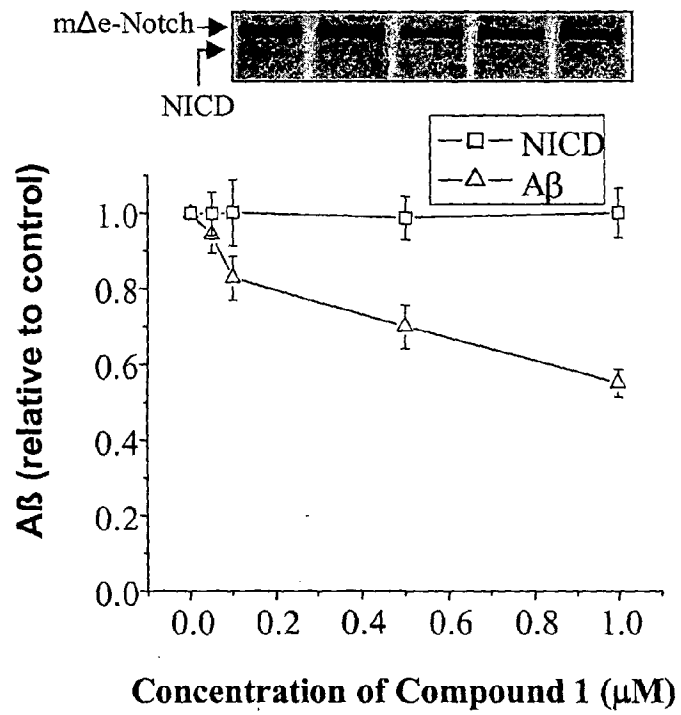 mΔe-Notch
NICD
NICD
Aβ
Aß (relative to control)
1.0
0.8
0.6
0.4
0.2
0.0
0.0 0.2 0.4 0.6 0.8 1.0
Concentration of Compound 1 (μM)